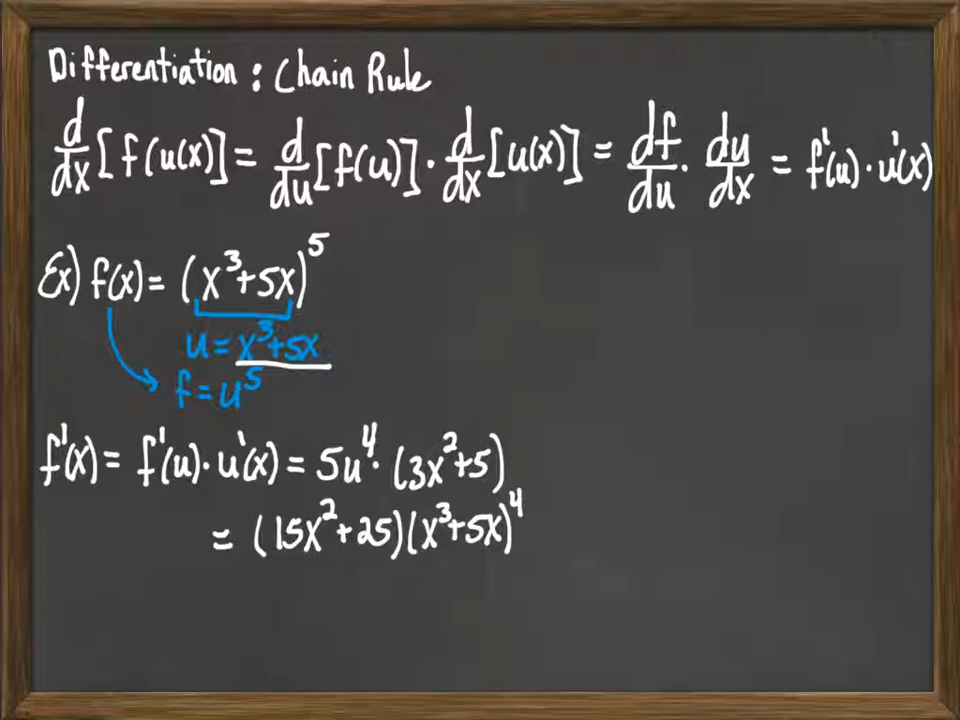 Differentiation: Chain Rule
d/dx [f(u(x)] = d/du [f(u)] · d/dx [u(x)] = df/du · du/dx = f'(u) · u'(x)
Ex) f(x) = (x³+5x)⁵
u = x³+5x
f = u⁵
f'(x) = f'(u) · u'(x) = 5u⁴ · (3x²+5)
= (15x²+25)(x³+5x)⁴